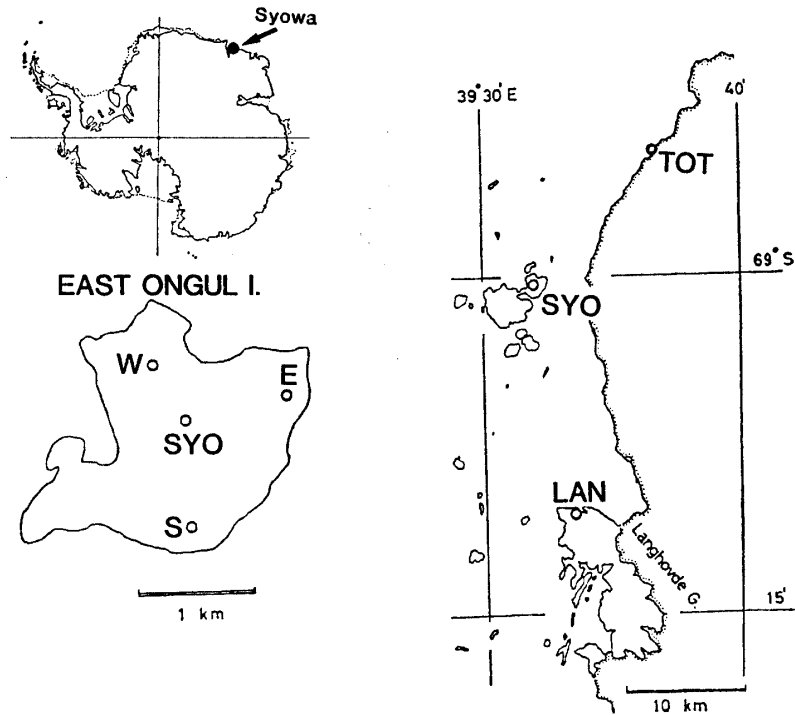 Syowa
EAST ONGUL I.
W
E
SYO
S
1 km
39° 30' E
40'
TOT
69° S
SYO
LAN
Langhovde G.
15'
10 km